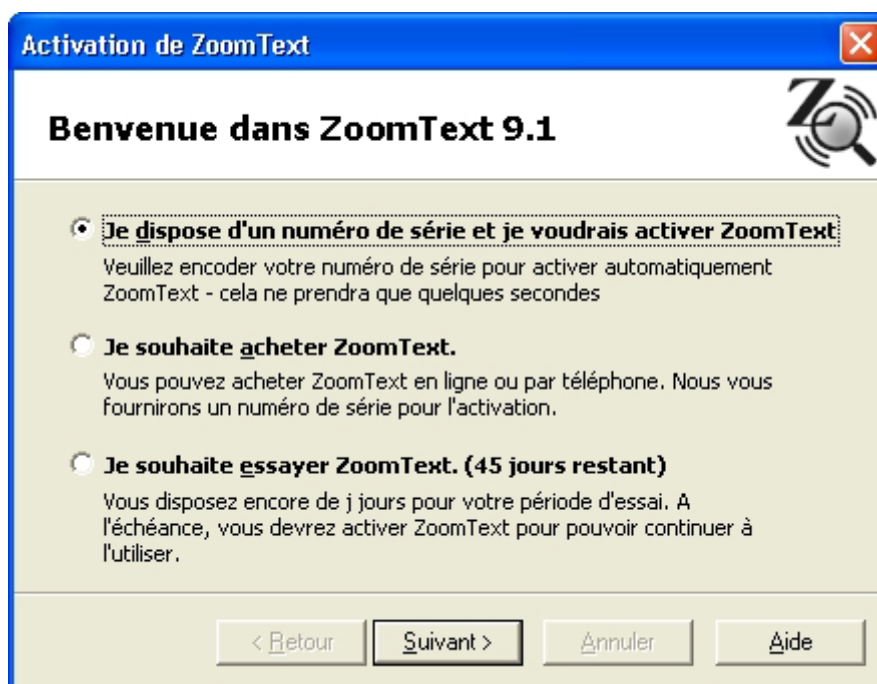 Activation de ZoomText
Benvenue dans ZoomText 9.1
Je dispose d'un numéro de série et je voudrais activer ZoomText
Veuillez encoder votre numéro de série pour activer automatiquement
ZoomText - cela ne prendra que quelques secondes
Je souhaite acheter ZoomText.
Vous pouvez acheter ZoomText en ligne ou par téléphone. Nous vous
fournirons un numéro de série pour l'activation.
Je souhaite essayer ZoomText. (45 jours restant)
Vous disposez encore de j jours pour votre période d'essai. A
l'échéance, vous devrez activer ZoomText pour pouvoir continuer à
l'utiliser.
< Retour
Suivant >
Annuler
Aide